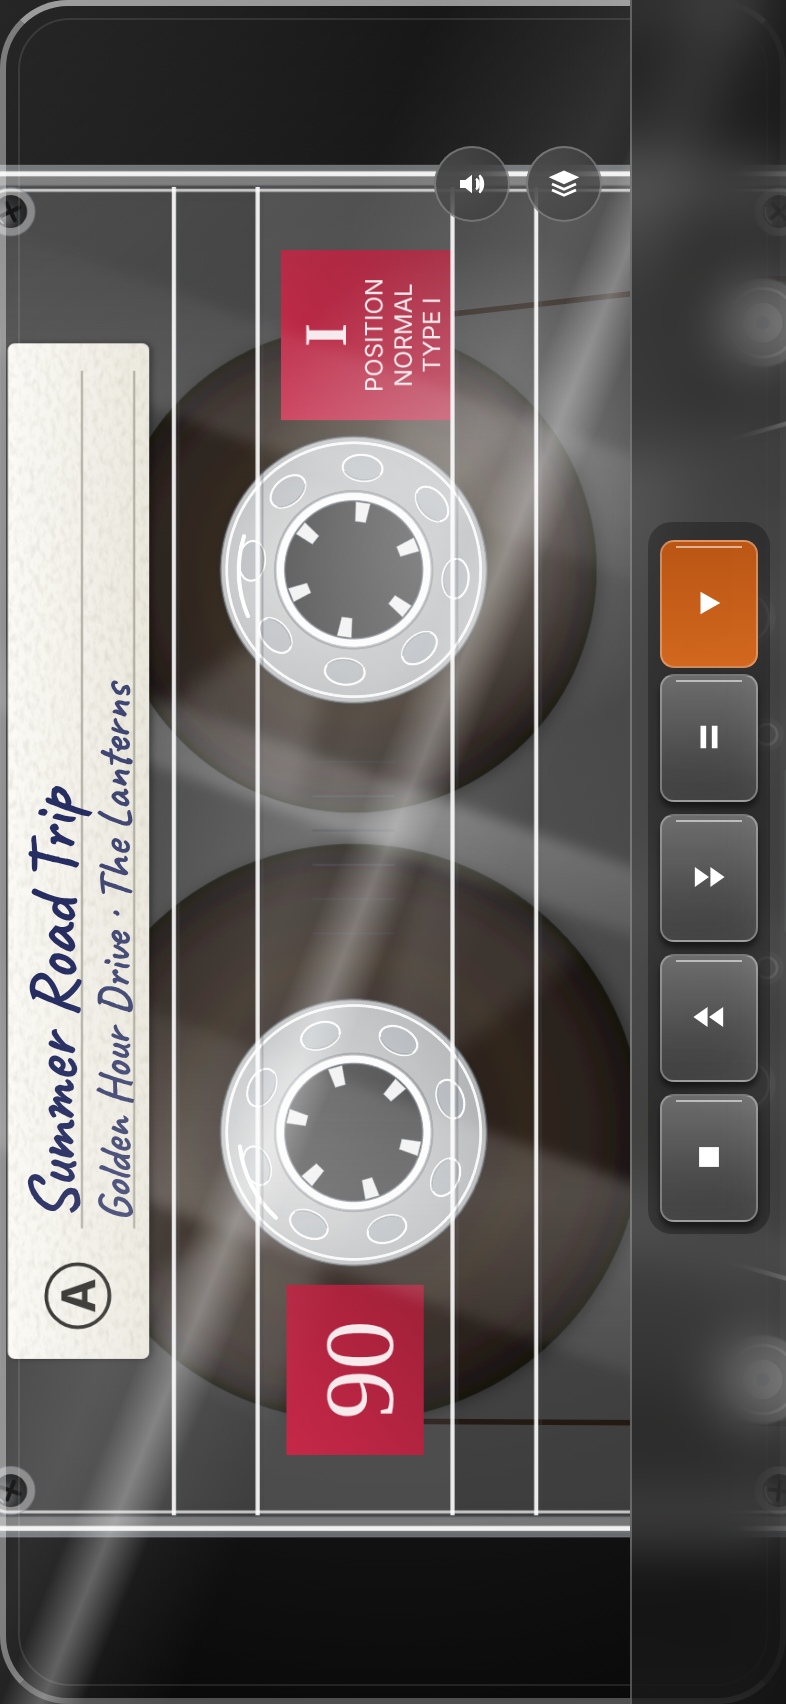 A
Summer Road Trip
Golden Hour Drive · The Lanterns
90
I
POSITION
NORMAL
TYPE I